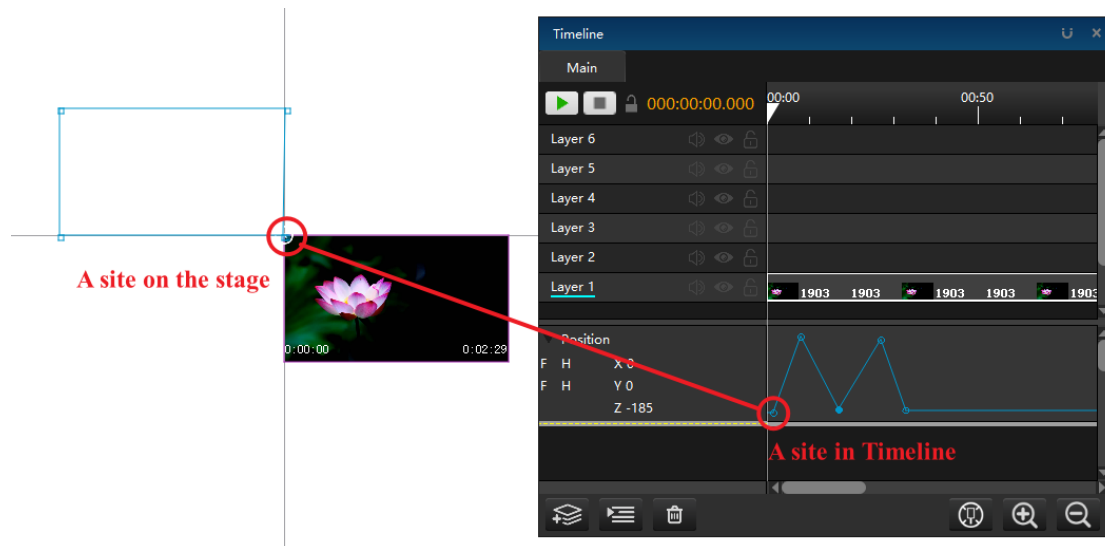 Timeline
Main
000:00:00.000
00:00
00:50
Layer 6
Layer 5
Layer 4
Layer 3
Layer 2
Layer 1
1903 1903 1903 1903 190
A site on the stage
0:00:00
0:02:29
Position
F H X 0
F H Y 0
Z -185
A site in Timeline